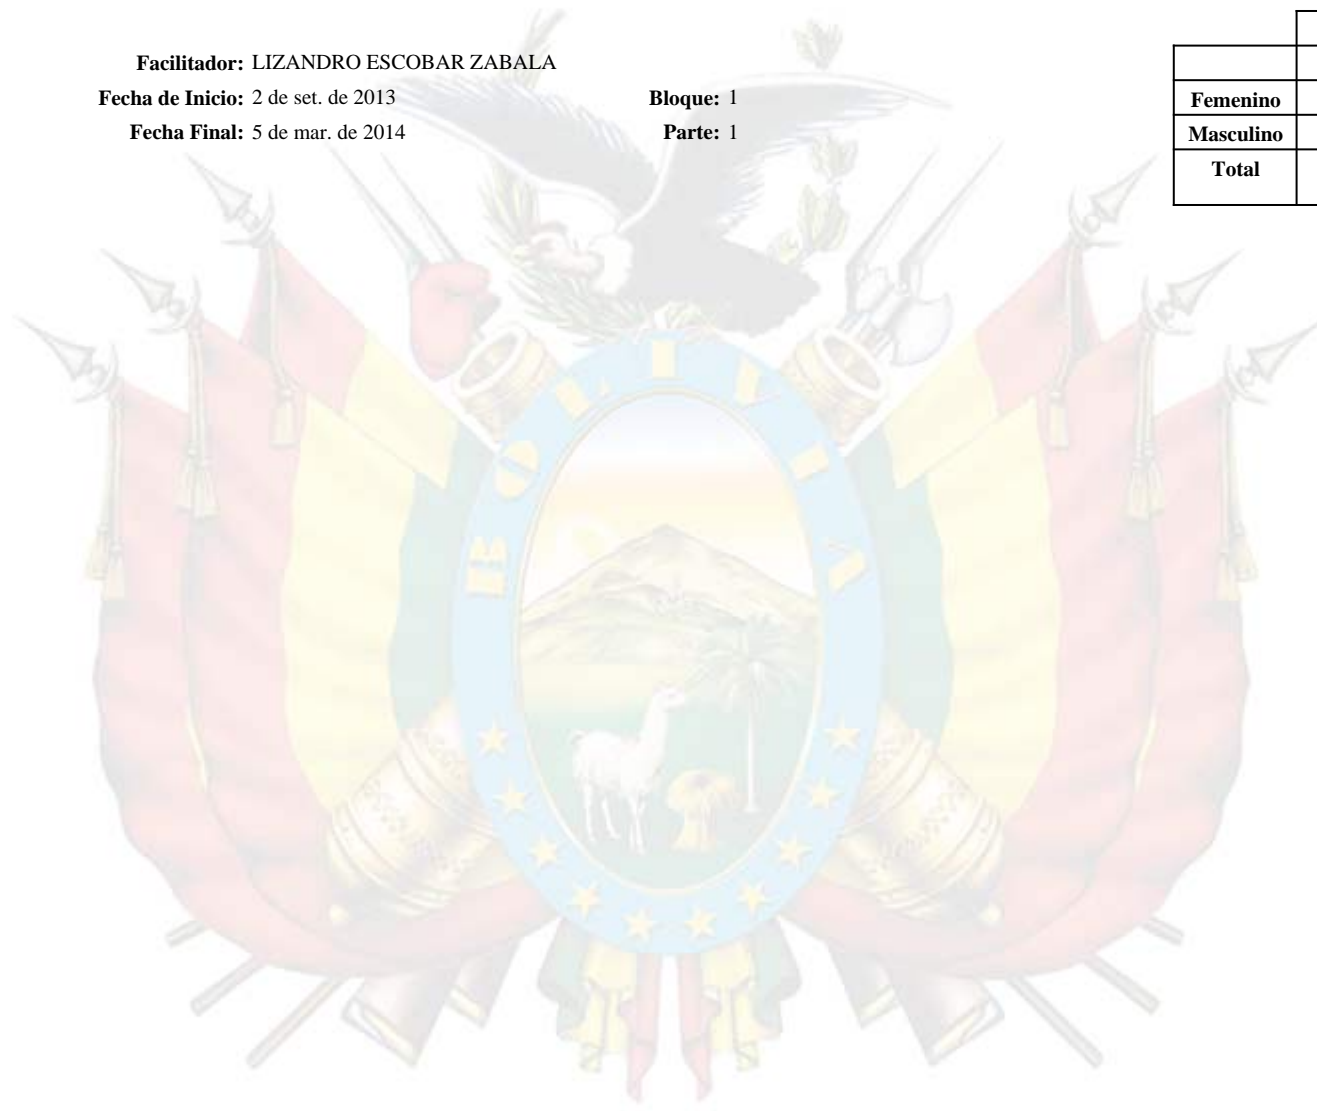 Facilitador: LIZANDRO ESCOBAR ZABALA
Fecha de Inicio: 2 de set. de 2013 Bloque: 1
Fecha Final: 5 de mar. de 2014 Parte: 1
Femenino
Masculino
Total
BOLIVIA